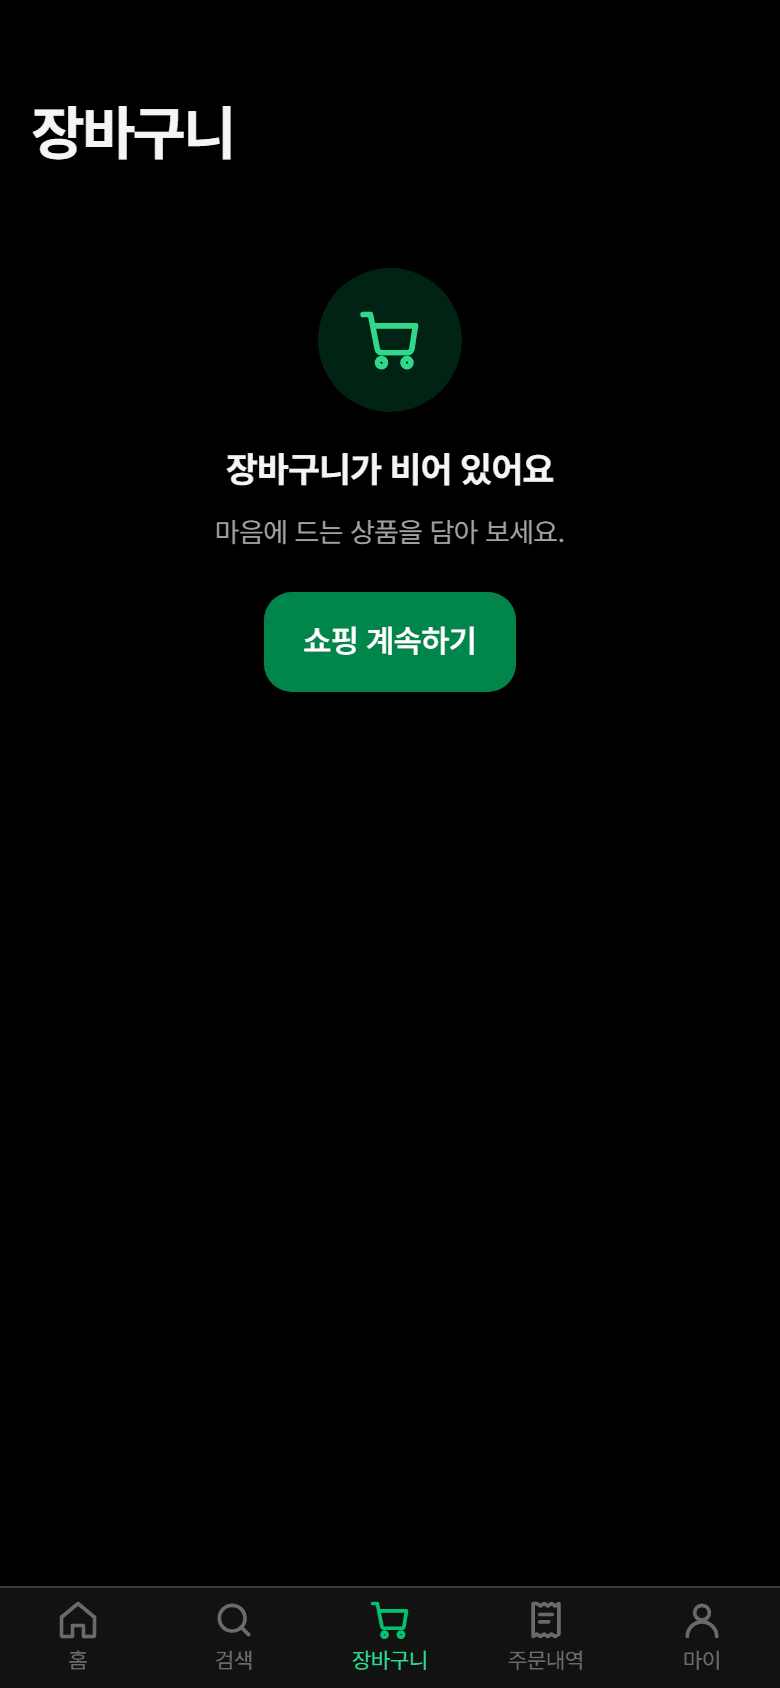 장바구니
장바구니가 비어 있어요
마음에 드는 상품을 담아 보세요.
쇼핑 계속하기
홈
검색
장바구니
주문내역
마이